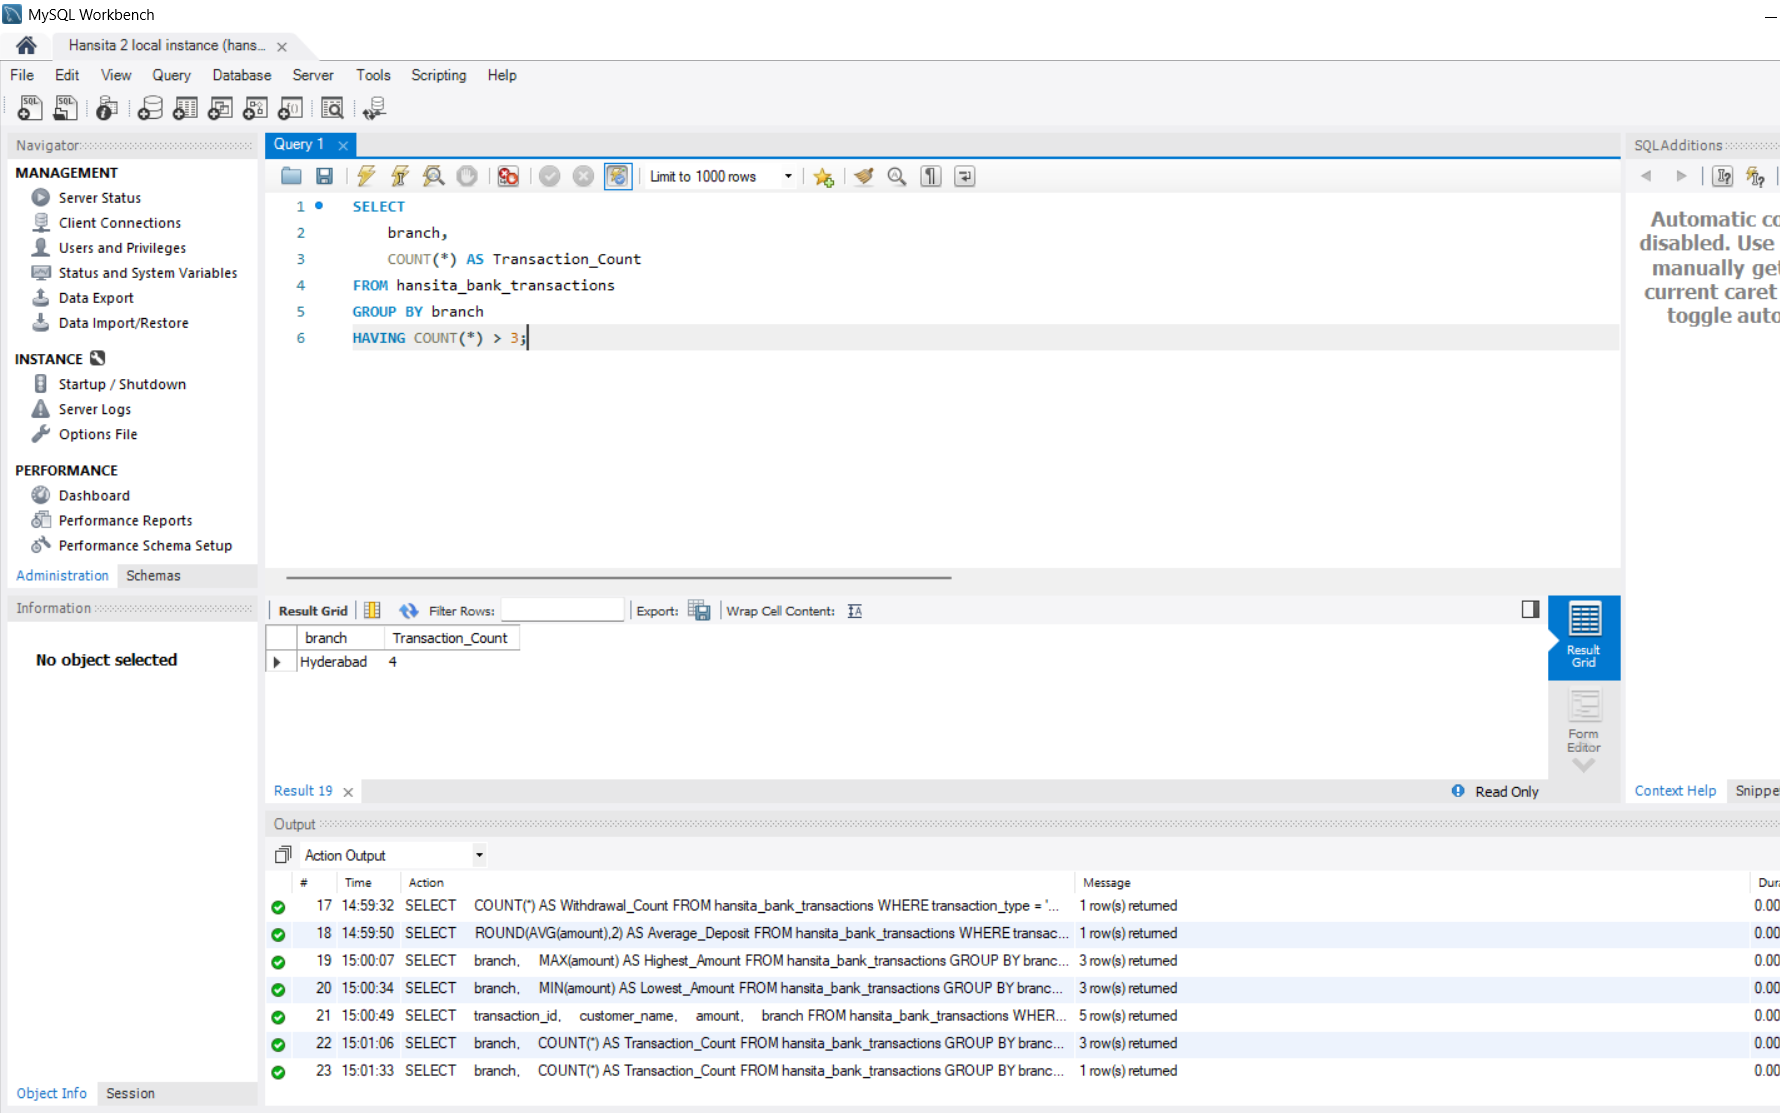 MySQL Workbench
Hansita 2 local instance (hans...
File Edit View Query Database Server Tools Scripting Help
Navigator
MANAGEMENT
Server Status
Client Connections
Users and Privileges
Status and System Variables
Data Export
Data Import/Restore
INSTANCE
Startup / Shutdown
Server Logs
Options File
PERFORMANCE
Dashboard
Performance Reports
Performance Schema Setup
Administration Schemas
Information
No object selected
Object Info Session
Query 1
Limit to 1000 rows
1 SELECT
2 branch,
3 COUNT(*) AS Transaction_Count
4 FROM hansita_bank_transactions
5 GROUP BY branch
6 HAVING COUNT(*) > 3;
Result Grid Filter Rows: Export: Wrap Cell Content:
branch Transaction_Count
Hyderabad 4
Result Grid
Form Editor
Result 19 Read Only
SQLAdditions
Automatic co
disabled. Use
manually get
current caret
toggle auto
Context Help Snippe
Output
Action Output
# Time Action Message Dura
17 14:59:32 SELECT COUNT(*) AS Withdrawal_Count FROM hansita_bank_transactions WHERE transaction_type = '... 1 row(s) returned 0.00
18 14:59:50 SELECT ROUND(AVG(amount),2) AS Average_Deposit FROM hansita_bank_transactions WHERE transac... 1 row(s) returned 0.00
19 15:00:07 SELECT branch, MAX(amount) AS Highest_Amount FROM hansita_bank_transactions GROUP BY branc... 3 row(s) returned 0.00
20 15:00:34 SELECT branch, MIN(amount) AS Lowest_Amount FROM hansita_bank_transactions GROUP BY branc... 3 row(s) returned 0.00
21 15:00:49 SELECT transaction_id, customer_name, amount, branch FROM hansita_bank_transactions WHER... 5 row(s) returned 0.00
22 15:01:06 SELECT branch, COUNT(*) AS Transaction_Count FROM hansita_bank_transactions GROUP BY branc... 3 row(s) returned 0.00
23 15:01:33 SELECT branch, COUNT(*) AS Transaction_Count FROM hansita_bank_transactions GROUP BY branc... 1 row(s) returned 0.00